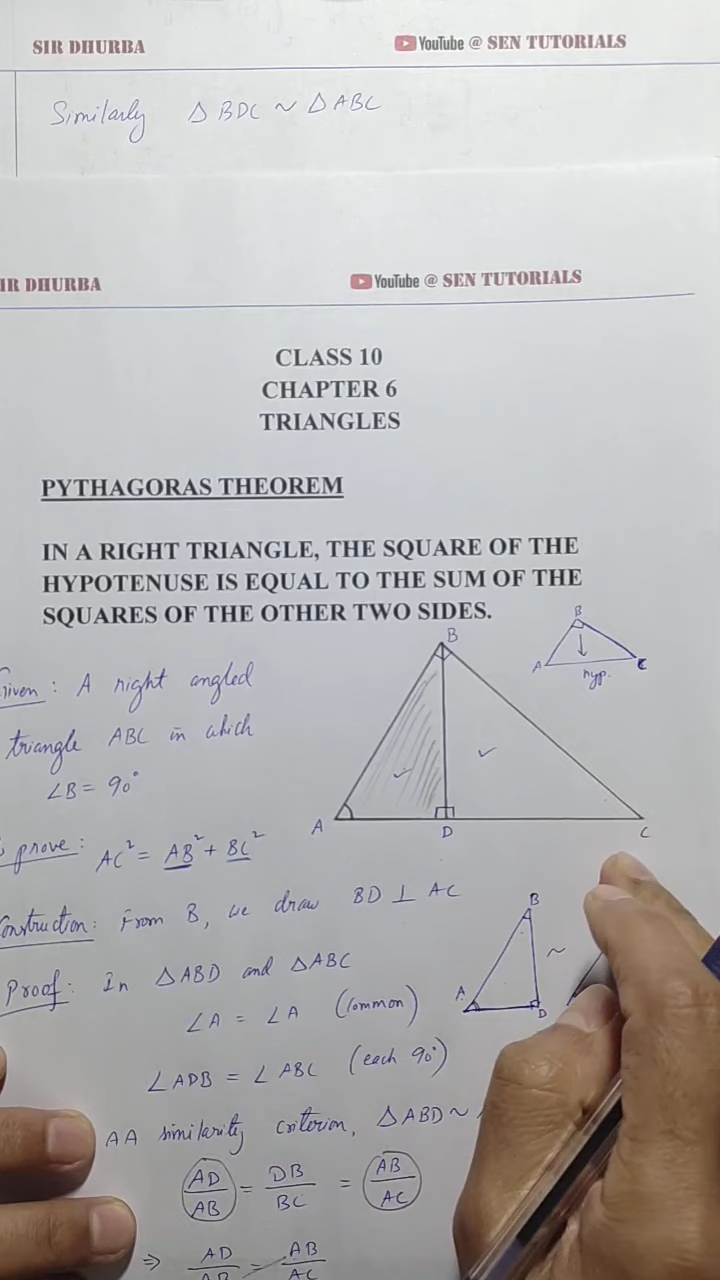 SIR DHURBA
YouTube @ SEN TUTORIALS
Similarly △ BDC ~ △ ABC
IR DHURBA
YouTube @ SEN TUTORIALS
CLASS 10
CHAPTER 6
TRIANGLES
PYTHAGORAS THEOREM
IN A RIGHT TRIANGLE, THE SQUARE OF THE
HYPOTENUSE IS EQUAL TO THE SUM OF THE
SQUARES OF THE OTHER TWO SIDES.
B
A
C
hyp.
B
A
D
C
Given : A right angled
triangle ABC in which
∠B = 90°
prove : AC² = AB² + BC²
Construction : From B, we draw BD ⊥ AC
Proof : In △ABD and △ABC
∠A = ∠A (Common)
∠ADB = ∠ABC (each 90°)
AA similarity criterion, △ABD ~
AD/AB = DB/BC = AB/AC
⇒ AD/AB = AB/AC
B
A
D
~